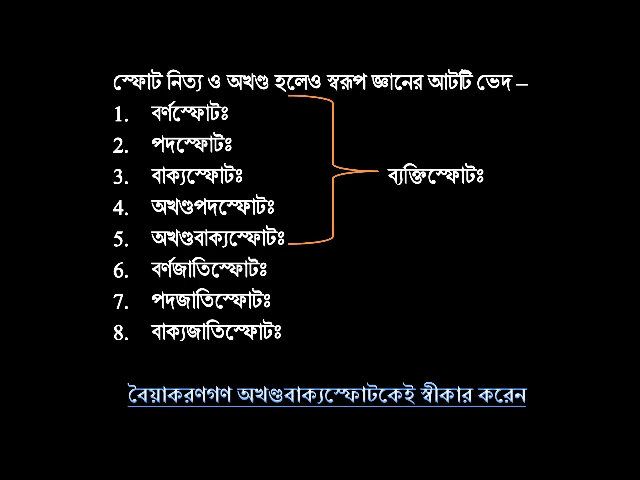 স্ফোট নিত্য ও অখণ্ড হলেও স্বরূপ জ্ঞানের আটটি ভেদ –
1. বর্ণস্ফোটঃ
2. পদস্ফোটঃ
3. বাক্যস্ফোটঃ
ব্যক্তিস্ফোটঃ
4. অখণ্ডপদস্ফোটঃ
5. অখণ্ডবাক্যস্ফোটঃ
6. বর্ণজাতিস্ফোটঃ
7. পদজাতিস্ফোটঃ
8. বাক্যজাতিস্ফোটঃ
বৈয়াকরণগণ অখণ্ডবাক্যস্ফোটকেই স্বীকার করেন